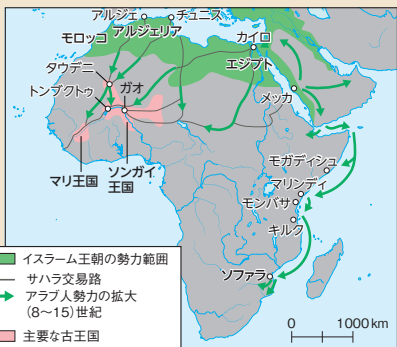 アルジェ
チュニス
モロッコ
アルジェリア
カイロ
エジプト
タウデニ
トンブクトゥ
ガオ
メッカ
マリ王国
ソンガイ
王国
モガディシュ
マリンディ
モンバサ
キルク
ソファラ
イスラーム王朝の勢力範囲
サハラ交易路
アラブ人勢力の拡大
(8〜15)世紀
主要な古王国
0 1000km